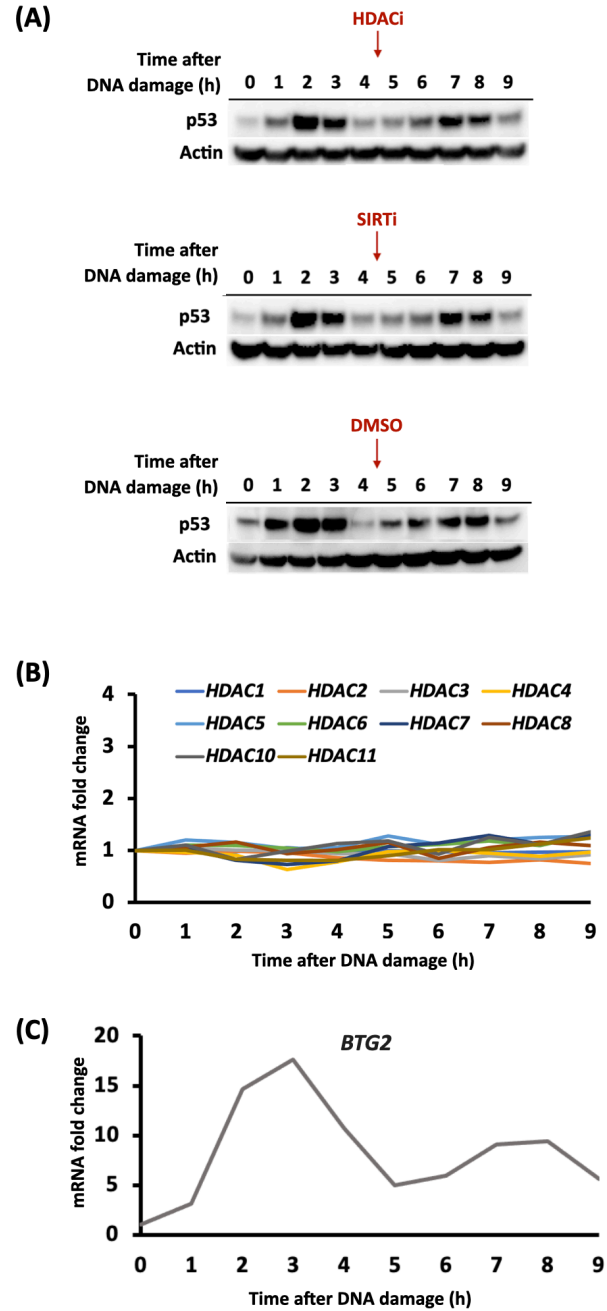 (A)
HDACi
Time after
DNA damage (h)
0 1 2 3 4 5 6 7 8 9
p53
Actin
SIRTi
Time after
DNA damage (h)
0 1 2 3 4 5 6 7 8 9
p53
Actin
DMSO
Time after
DNA damage (h)
0 1 2 3 4 5 6 7 8 9
p53
Actin
(B)
HDAC1 HDAC2 HDAC3 HDAC4
HDAC5 HDAC6 HDAC7 HDAC8
HDAC10 HDAC11
mRNA fold change
4
3
2
1
0
0 1 2 3 4 5 6 7 8 9
Time after DNA damage (h)
(C)
BTG2
mRNA fold change
20
15
10
5
0
0 1 2 3 4 5 6 7 8 9
Time after DNA damage (h)